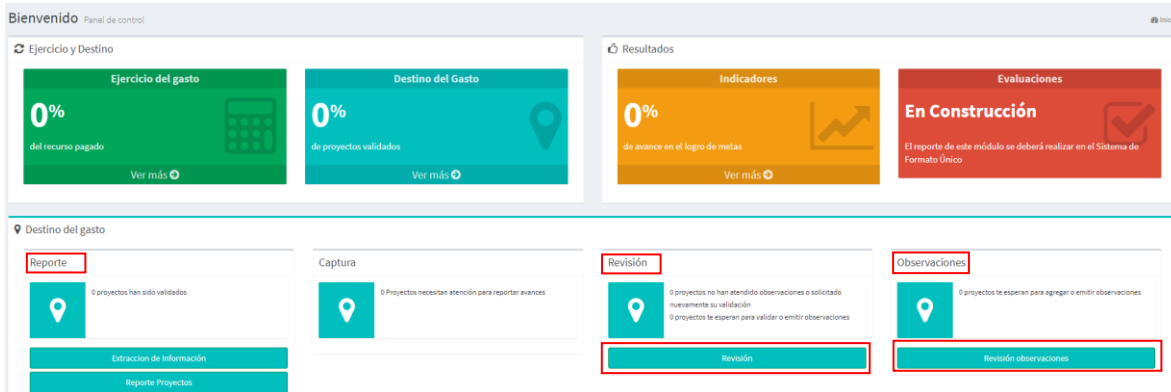 Bienvenido Panel de control
Inic
Ejercicio y Destino
Ejercicio del gasto
0%
del recurso pagado
Ver más
Destino del Gasto
0%
de proyectos validados
Ver más
Resultados
Indicadores
0%
de avance en el logro de metas
Ver más
Evaluaciones
En Construcción
El reporte de este módulo se deberá realizar en el Sistema de
Formato Único
Destino del gasto
Reporte
0 proyectos han sido validados
Extraccion de Información
Reporte Proyectos
Captura
0 Proyectos necesitan atención para reportar avances
Revisión
0 proyectos no han atendido observaciones o solicitado
nuevamente su validación
0 proyectos te esperan para validar o emitir observaciones
Revisión
Observaciones
0 proyectos te esperan para agregar o emitir observaciones
Revisión observaciones